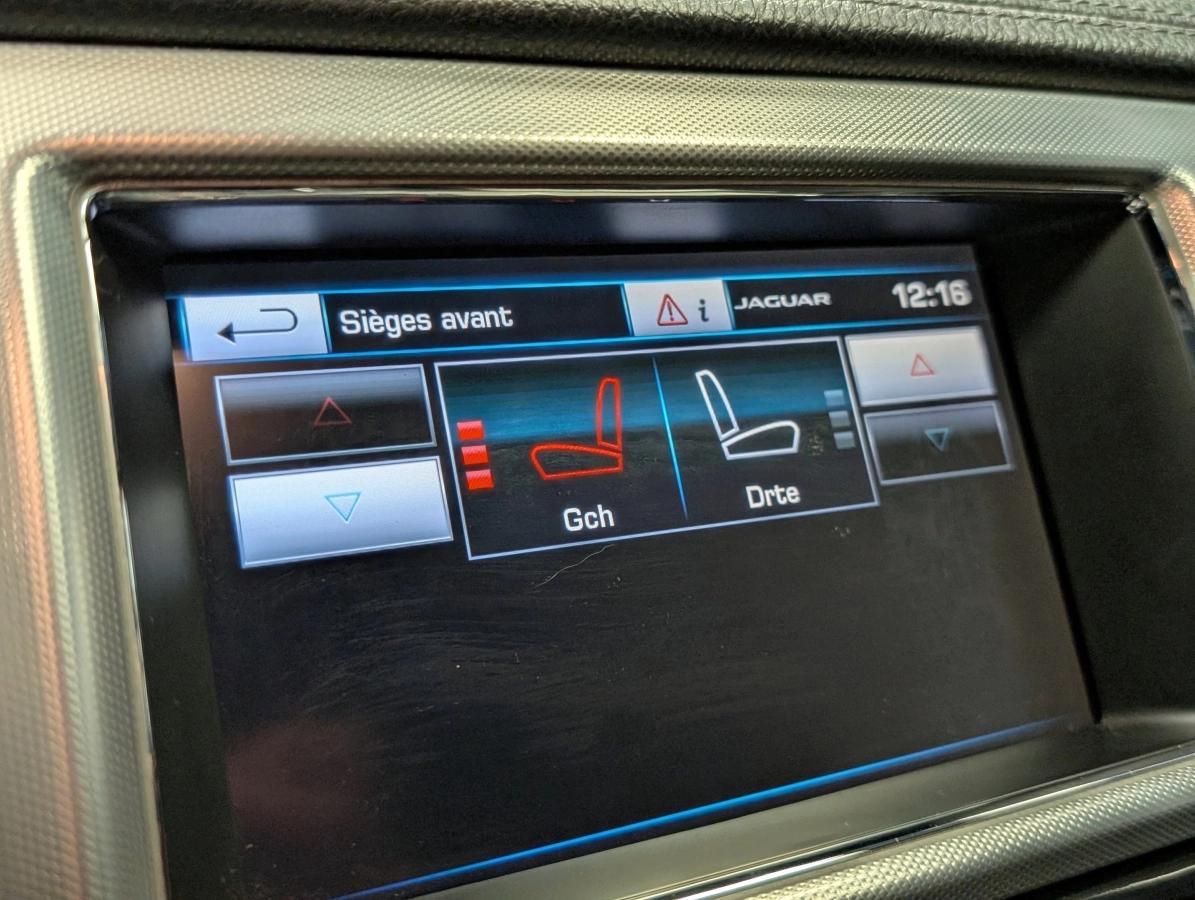 Sièges avant
i
JAGUAR
12:16
Gch
Drte